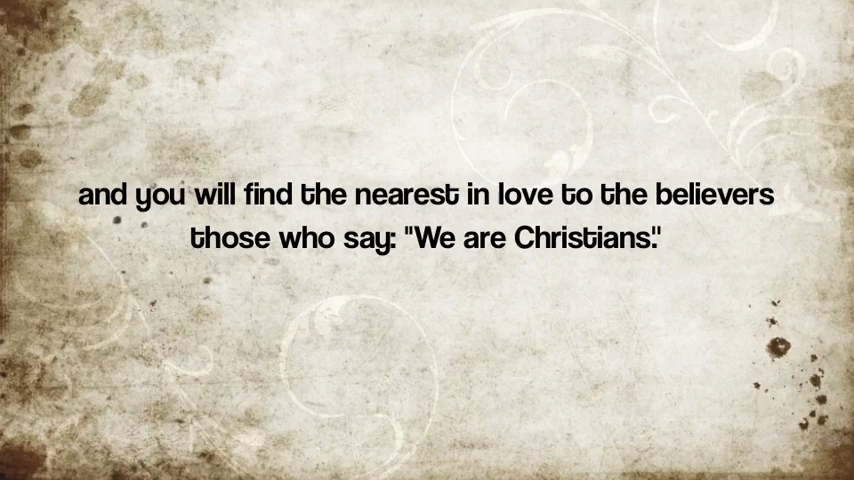 and you will find the nearest in love to the believers
those who say: "We are Christians."